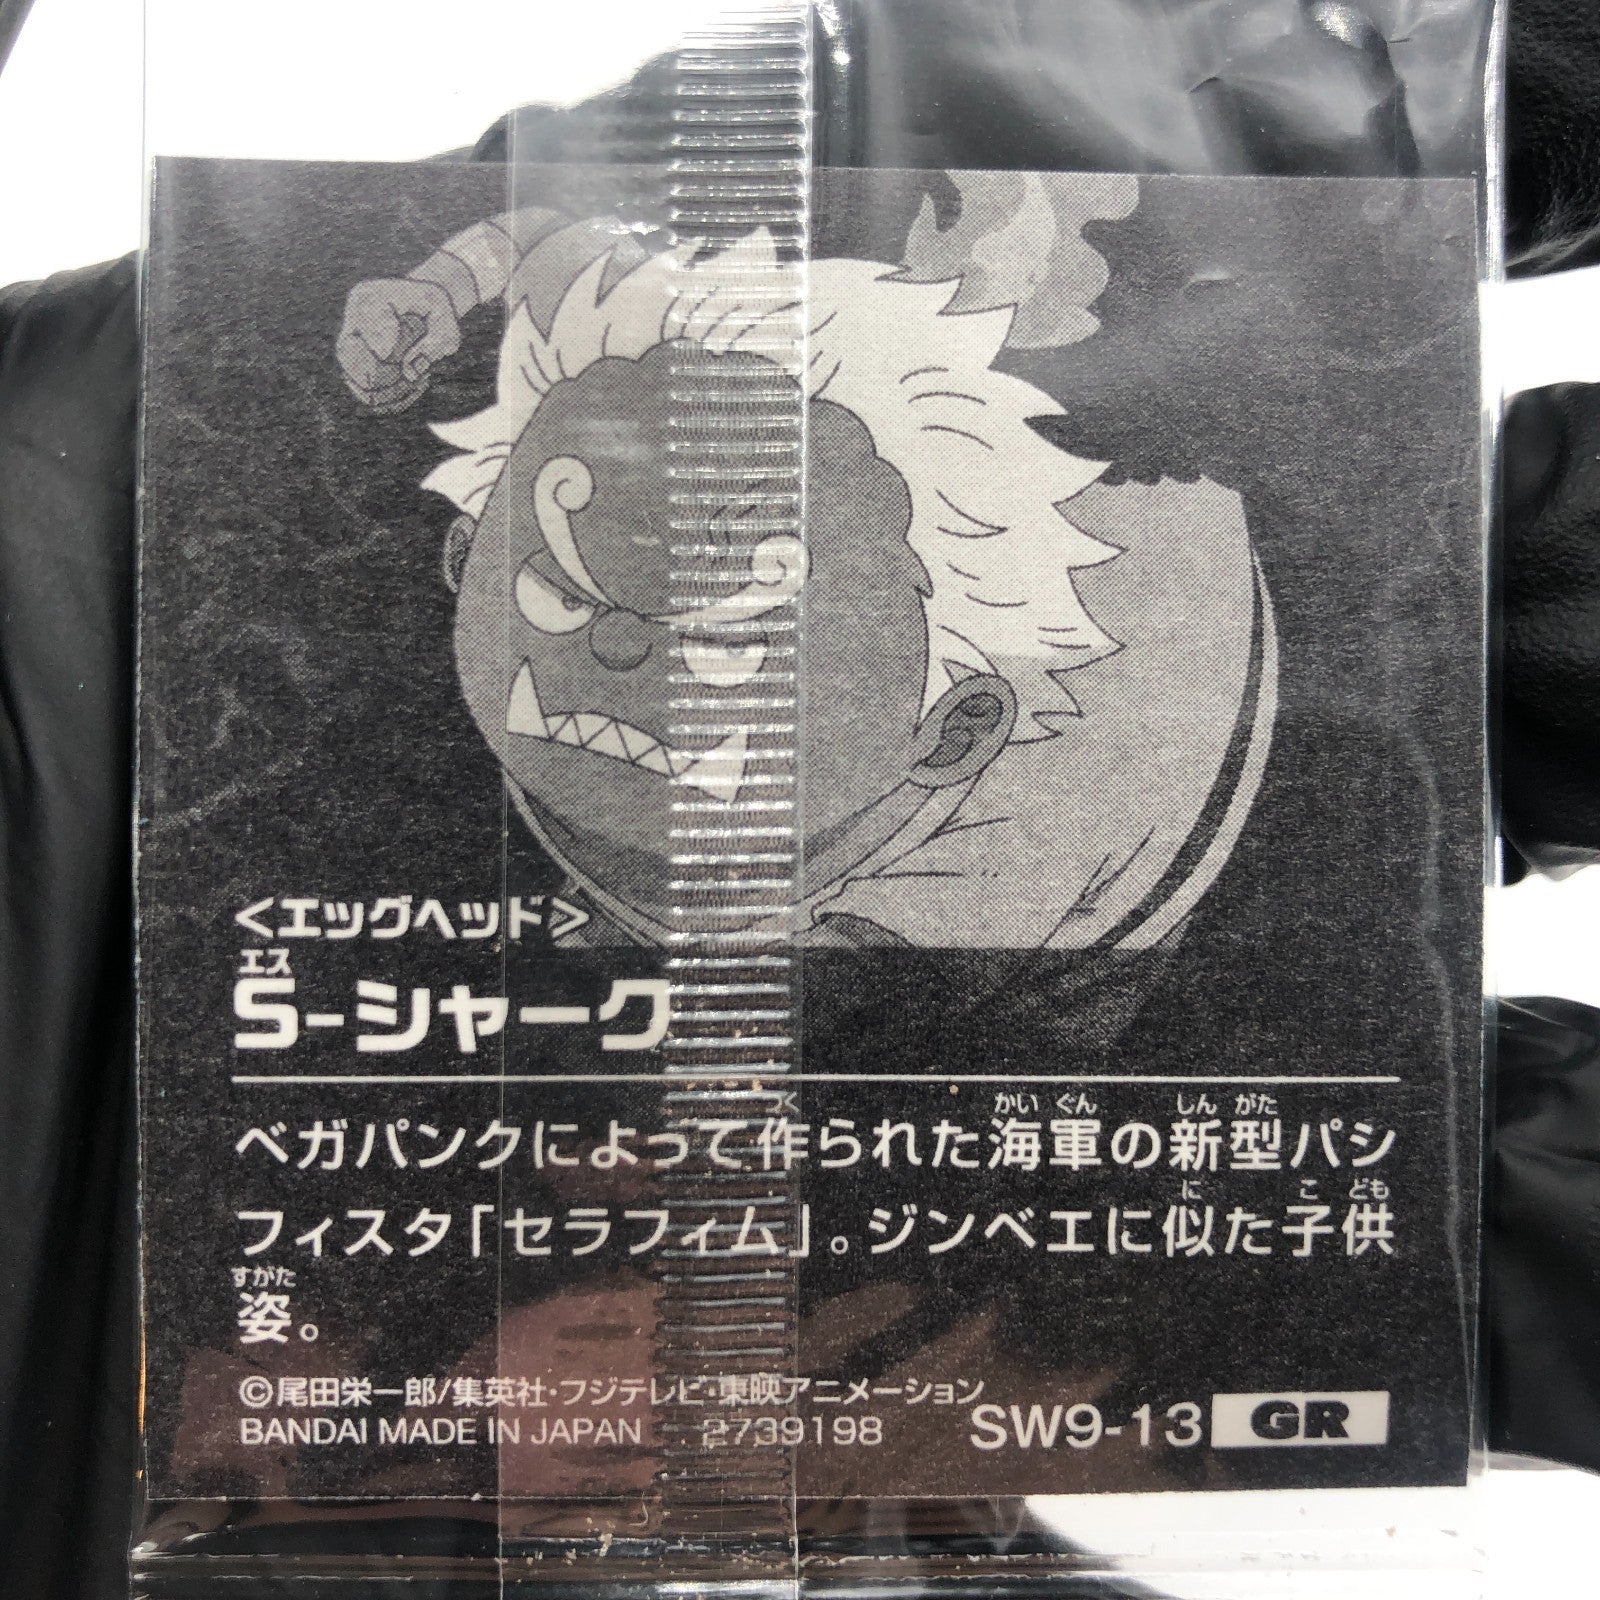 <エッグヘッド>
エス
S-シャーク
かい ぐん しん がた
ベガパンクによって作られた海軍の新型パシ
に こ ども
フィスタ「セラフィム」。ジンベエに似た子供
すがた
姿。
©尾田栄一郎/集英社・フジテレビ・東映アニメーション
BANDAI MADE IN JAPAN 2739198 SW9-13 GR